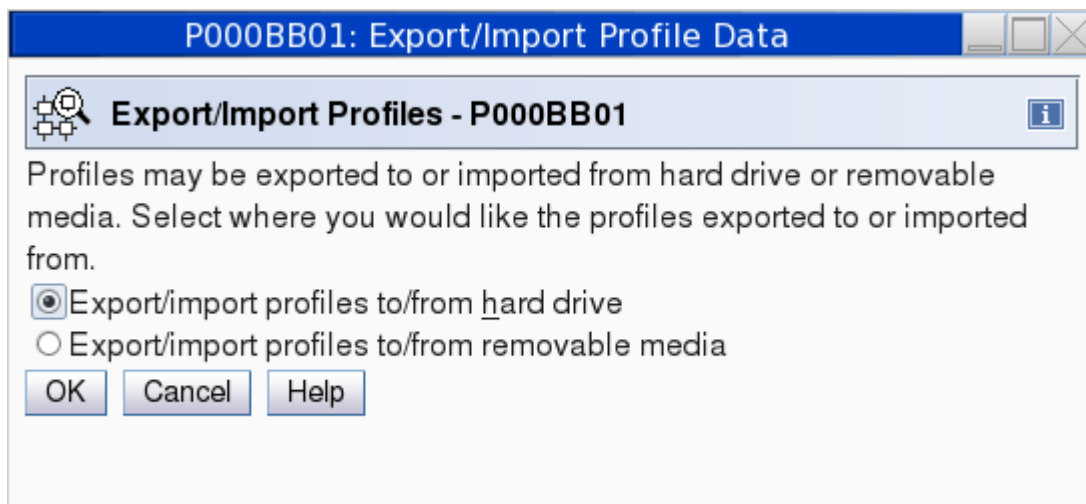 P000BB01: Export/Import Profile Data
Export/Import Profiles - P000BB01
i
Profiles may be exported to or imported from hard drive or removable
media. Select where you would like the profiles exported to or imported
from.
Export/import profiles to/from hard drive
Export/import profiles to/from removable media
OK Cancel Help